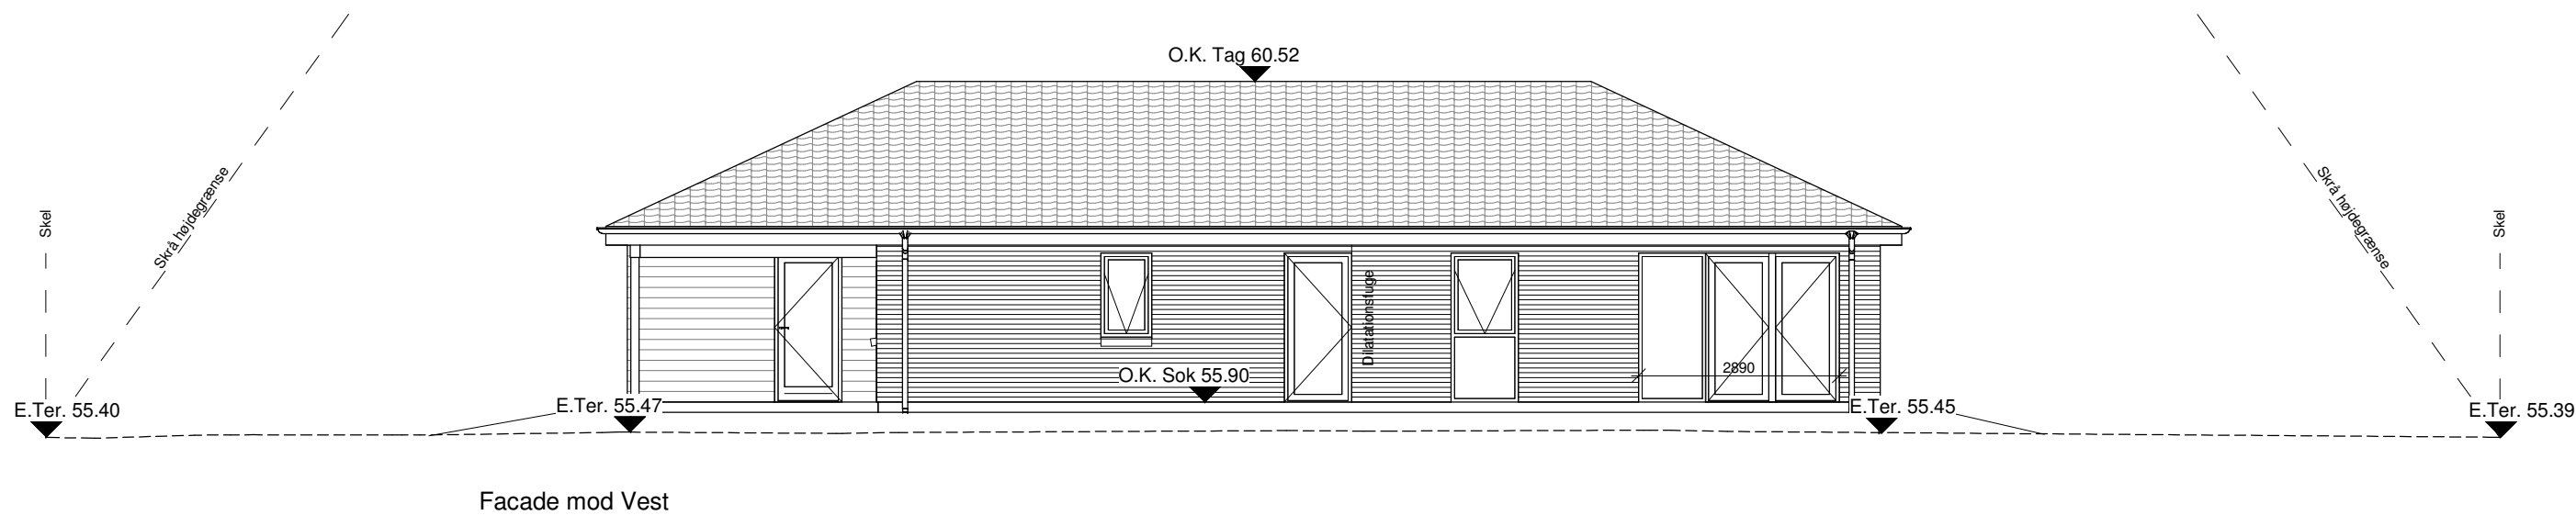 O.K. Tag 60.52
Skel
Skrå højdegrænse
Skrå højdegrænse
Skel
Dilatationsfuge
2890
O.K. Sok 55.90
E.Ter. 55.40
E.Ter. 55.47
E.Ter. 55.45
E.Ter. 55.39
Facade mod Vest